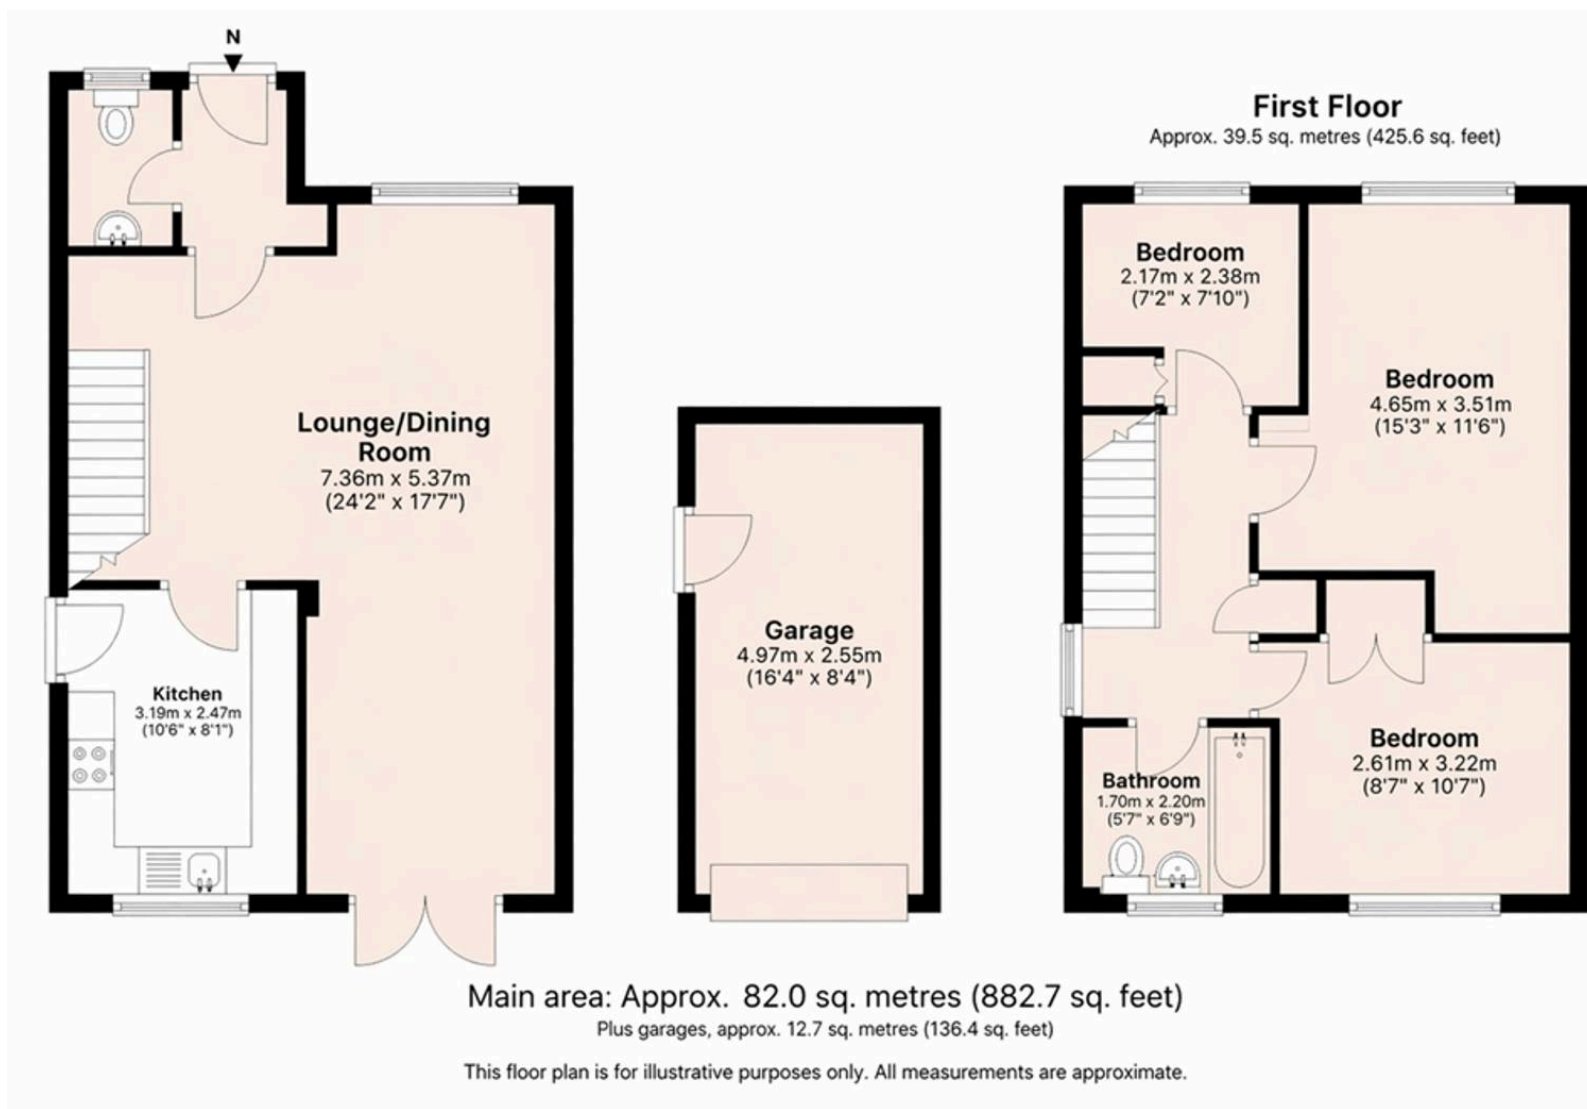 N
Lounge/Dining
Room
7.36m x 5.37m
(24'2" x 17'7")
Kitchen
3.19m x 2.47m
(10'6" x 8'1")
Garage
4.97m x 2.55m
(16'4" x 8'4")
First Floor
Approx. 39.5 sq. metres (425.6 sq. feet)
Bedroom
2.17m x 2.38m
(7'2" x 7'10")
Bedroom
4.65m x 3.51m
(15'3" x 11'6")
Bedroom
2.61m x 3.22m
(8'7" x 10'7")
Bathroom
1.70m x 2.20m
(5'7" x 6'9")
Main area: Approx. 82.0 sq. metres (882.7 sq. feet)
Plus garages, approx. 12.7 sq. metres (136.4 sq. feet)
This floor plan is for illustrative purposes only. All measurements are approximate.